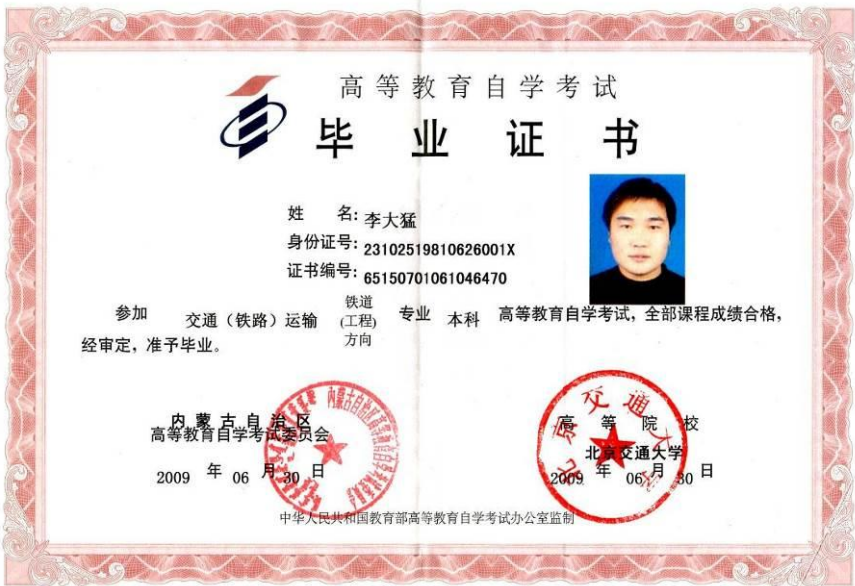 高等教育自学考试
毕业证书
姓 名: 李大猛
身份证号: 23102519810626001X
证书编号: 65150701061046470
参加 交通（铁路）运输 铁道(工程)方向 专业 本科 高等教育自学考试，全部课程成绩合格，
经审定，准予毕业。
内蒙古自治区
高等教育自学考试委员会
2009 年 06 月 30 日
高等院校
北京交通大学
2009 年 06 月 30 日
北京交通大学
中华人民共和国教育部高等教育自学考试办公室监制